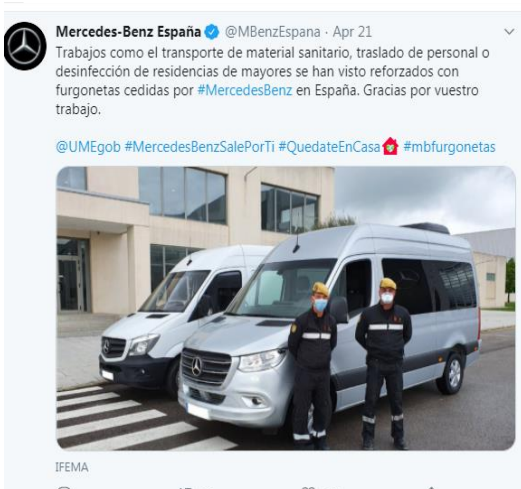 Mercedes-Benz España @MBenzEspana · Apr 21
Trabajos como el transporte de material sanitario, traslado de personal o
desinfección de residencias de mayores se han visto reforzados con
furgonetas cedidas por #MercedesBenz en España. Gracias por vuestro
trabajo.
@UMEgob #MercedesBenzSalePorTi #QuedateEnCasa #mbfurgonetas
IFEMA